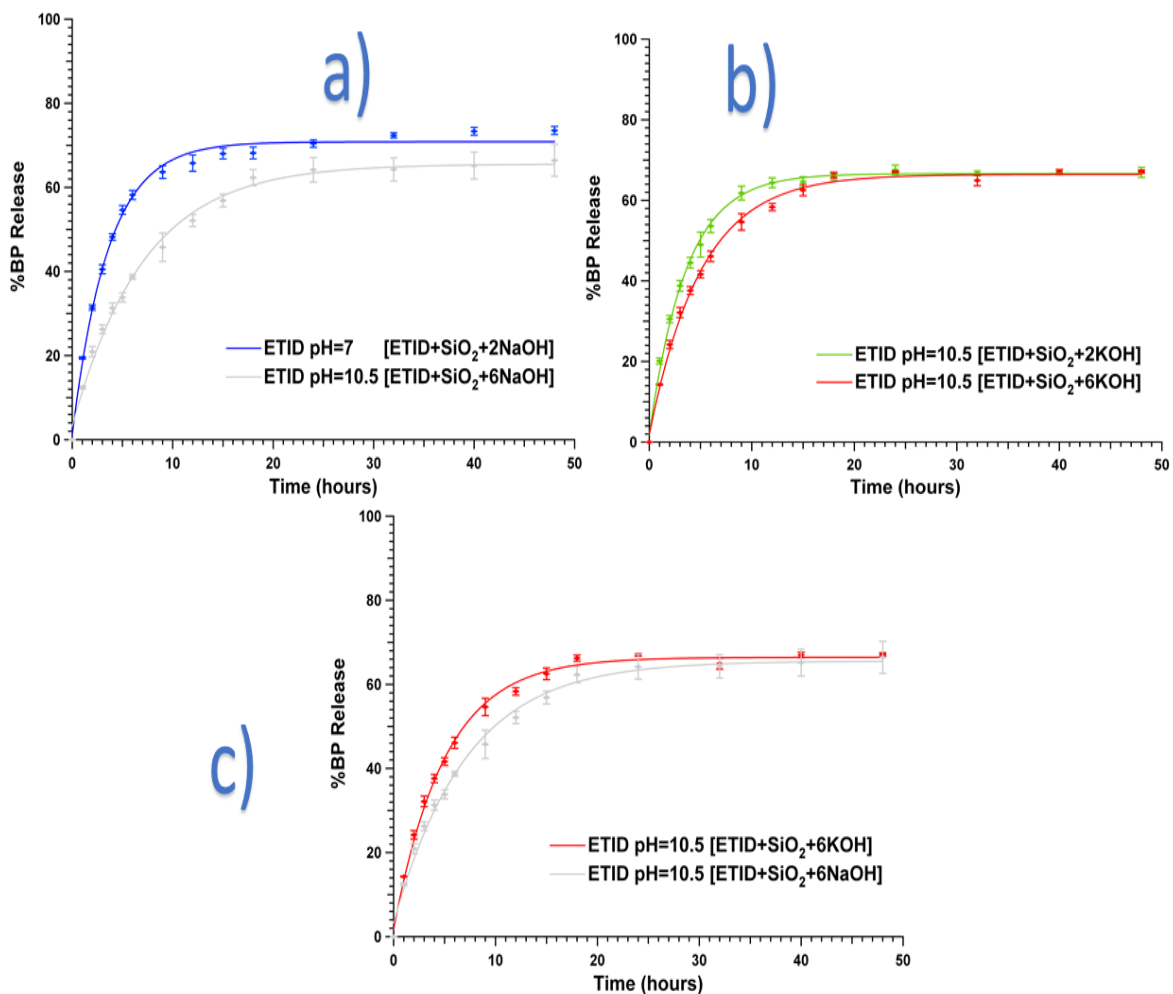 a)
%BP Release
100
80
60
40
20
0
ETID pH=7 [ETID+SiO₂+2NaOH]
ETID pH=10.5 [ETID+SiO₂+6NaOH]
0 10 20 30 40 50
Time (hours)
b)
%BP Release
100
80
60
40
20
0
ETID pH=10.5 [ETID+SiO₂+2KOH]
ETID pH=10.5 [ETID+SiO₂+6KOH]
0 10 20 30 40 50
Time (hours)
c)
%BP Release
100
80
60
40
20
0
ETID pH=10.5 [ETID+SiO₂+6KOH]
ETID pH=10.5 [ETID+SiO₂+6NaOH]
0 10 20 30 40 50
Time (hours)